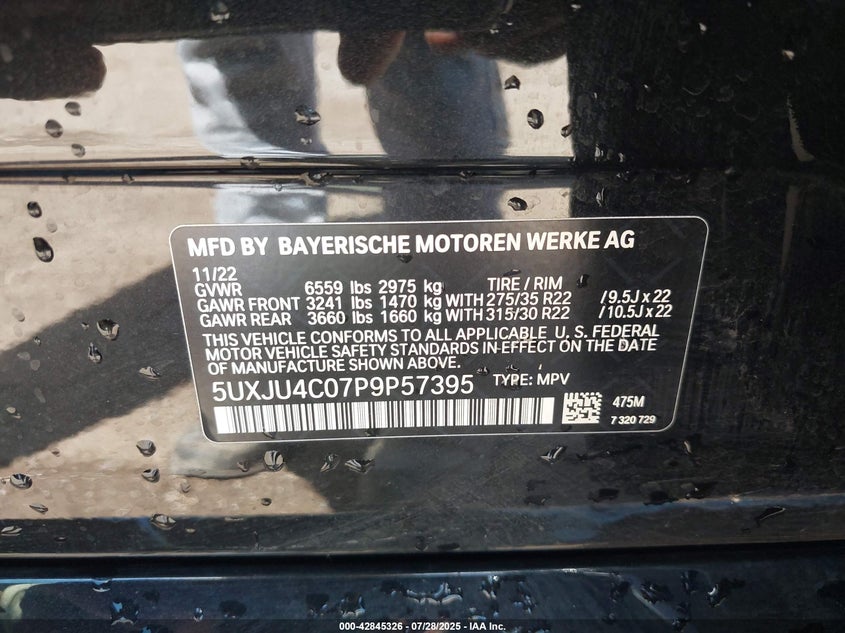 MFD BY BAYERISCHE MOTOREN WERKE AG
11/22
GVWR 6559 lbs 2975 kg TIRE / RIM
GAWR FRONT 3241 lbs 1470 kg WITH 275/35 R22 / 9.5J x 22
GAWR REAR 3660 lbs 1660 kg WITH 315/30 R22 / 10.5J x 22
THIS VEHICLE CONFORMS TO ALL APPLICABLE U. S. FEDERAL
MOTOR VEHICLE SAFETY STANDARDS IN EFFECT ON THE DATE
OF MANUFACTURE SHOWN ABOVE.
5UXJU4C07P9P57395 TYPE: MPV
475M
7 320 729
000-42845326 - 07/28/2025 - IAA Inc.